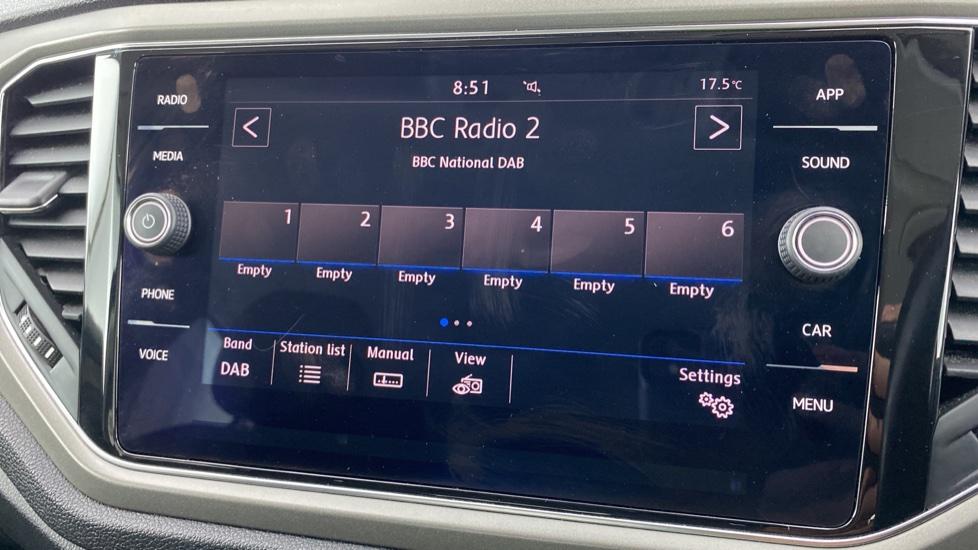 8:51 17.5°C
RADIO
APP
BBC Radio 2
MEDIA
BBC National DAB
SOUND
1 2 3 4 5 6
Empty Empty Empty Empty Empty Empty
PHONE
CAR
VOICE
Band Station list Manual View Settings
DAB
MENU